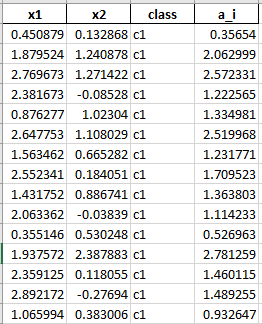 x1 x2 class a_i
0.450879 0.132868 c1 0.35654
1.879524 1.240878 c1 2.062999
2.769673 1.271422 c1 2.572331
2.381673 -0.08528 c1 1.222565
0.876277 1.02304 c1 1.334981
2.647753 1.108029 c1 2.519968
1.563462 0.665282 c1 1.231771
2.552341 0.184051 c1 1.709523
1.431752 0.886741 c1 1.363803
2.063362 -0.03839 c1 1.114233
0.355146 0.530248 c1 0.526963
1.937572 2.387883 c1 2.781259
2.359125 0.118055 c1 1.460115
2.892172 -0.27694 c1 1.489255
1.065994 0.383006 c1 0.932647